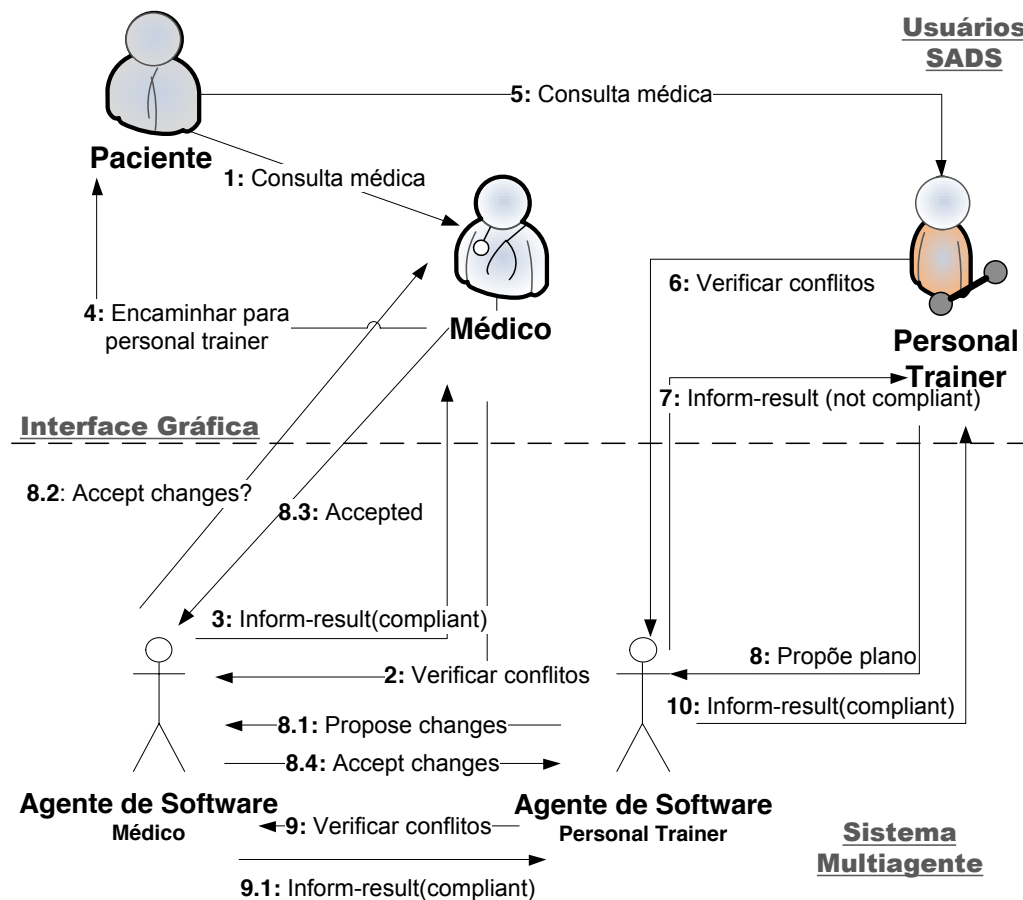 Usuários
SADS
5: Consulta médica
Paciente
1: Consulta médica
6: Verificar conflitos
4: Encaminhar para
personal trainer
Médico
Personal
Trainer
7: Inform-result (not compliant)
Interface Gráfica
8.2: Accept changes?
8.3: Accepted
3: Inform-result(compliant)
2: Verificar conflitos
8: Propõe plano
10: Inform-result(compliant)
8.1: Propose changes
8.4: Accept changes
Agente de Software
Médico
Agente de Software
Personal Trainer
9: Verificar conflitos
9.1: Inform-result(compliant)
Sistema
Multiagente